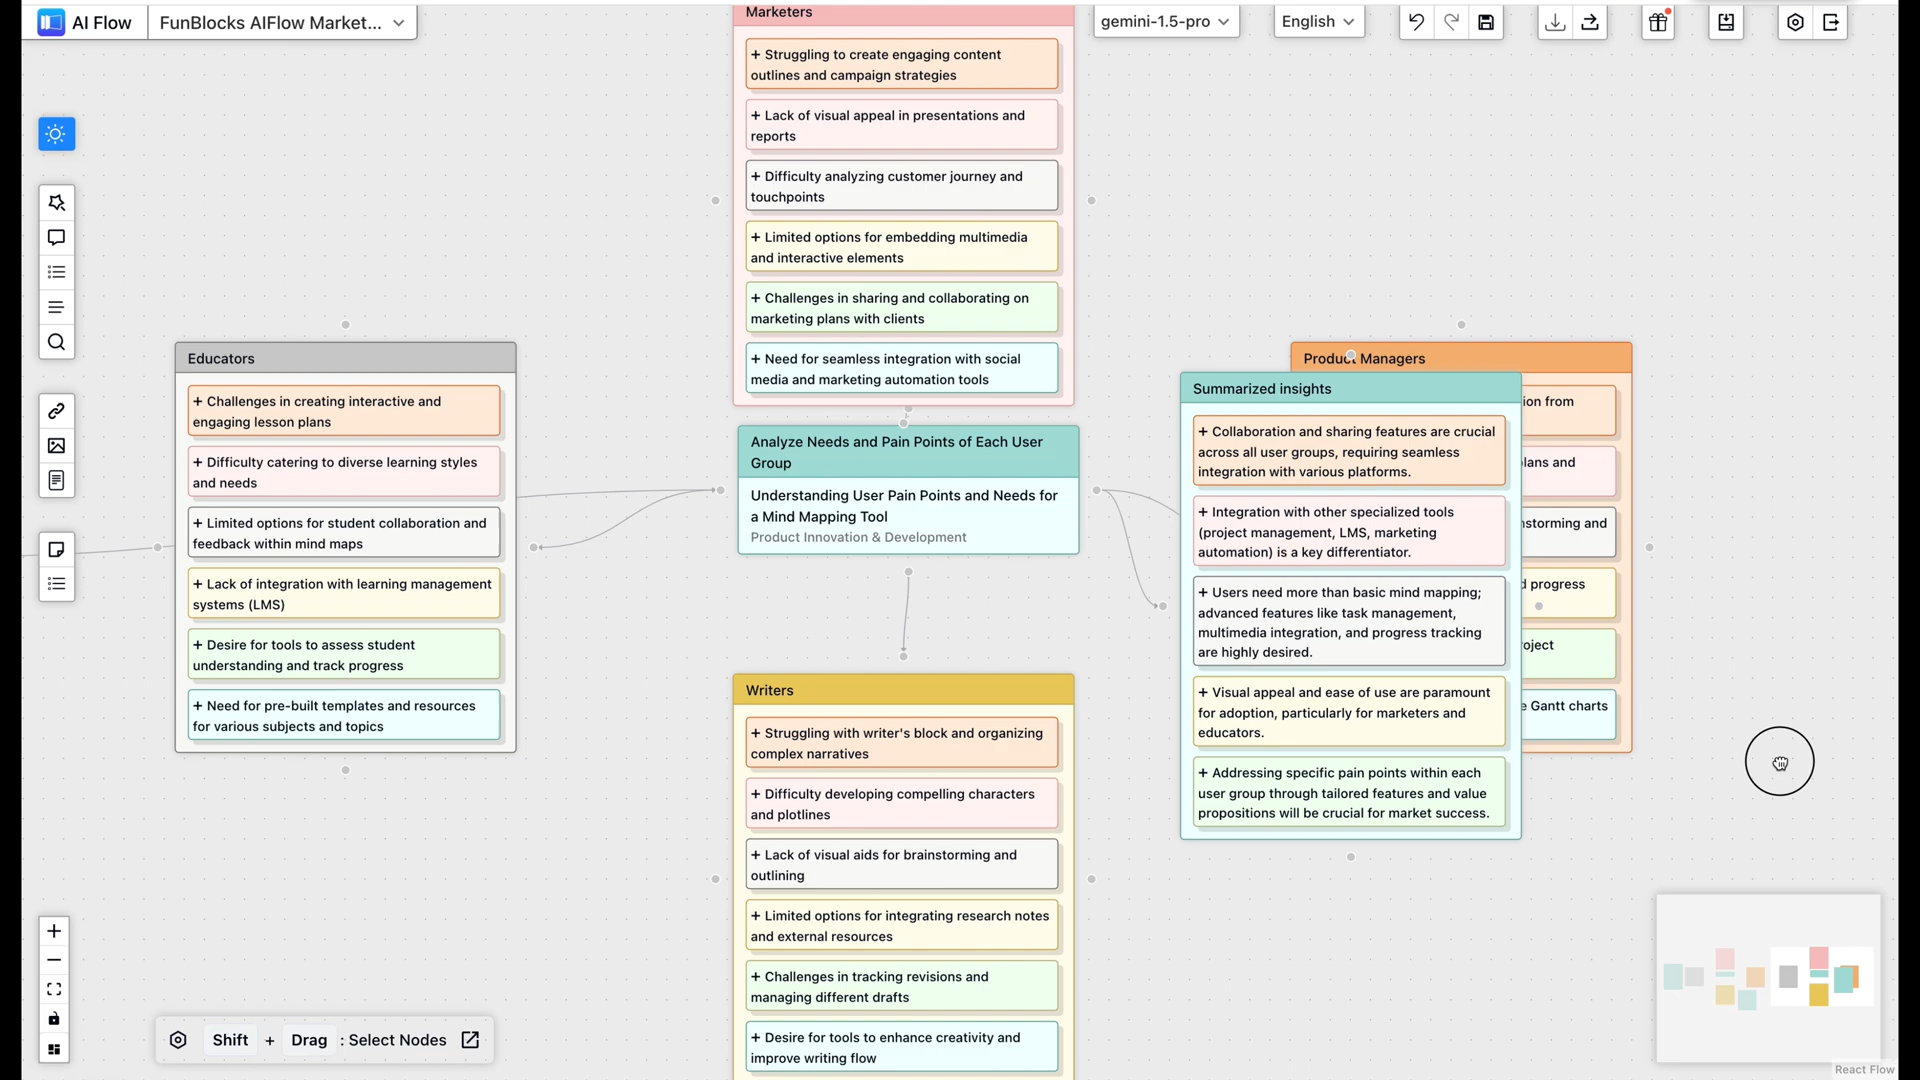 AI Flow
FunBlocks AIFlow Market...
gemini-1.5-pro
English
Marketers
+ Struggling to create engaging content
outlines and campaign strategies
+ Lack of visual appeal in presentations and
reports
+ Difficulty analyzing customer journey and
touchpoints
+ Limited options for embedding multimedia
and interactive elements
+ Challenges in sharing and collaborating on
marketing plans with clients
+ Need for seamless integration with social
media and marketing automation tools
Educators
+ Challenges in creating interactive and
engaging lesson plans
+ Difficulty catering to diverse learning styles
and needs
+ Limited options for student collaboration and
feedback within mind maps
+ Lack of integration with learning management
systems (LMS)
+ Desire for tools to assess student
understanding and track progress
+ Need for pre-built templates and resources
for various subjects and topics
Analyze Needs and Pain Points of Each User
Group
Understanding User Pain Points and Needs for
a Mind Mapping Tool
Product Innovation & Development
Writers
+ Struggling with writer's block and organizing
complex narratives
+ Difficulty developing compelling characters
and plotlines
+ Lack of visual aids for brainstorming and
outlining
+ Limited options for integrating research notes
and external resources
+ Challenges in tracking revisions and
managing different drafts
+ Desire for tools to enhance creativity and
improve writing flow
Product Managers
Summarized insights
+ Collaboration and sharing features are crucial
across all user groups, requiring seamless
integration with various platforms.
+ Integration with other specialized tools
(project management, LMS, marketing
automation) is a key differentiator.
+ Users need more than basic mind mapping;
advanced features like task management,
multimedia integration, and progress tracking
are highly desired.
+ Visual appeal and ease of use are paramount
for adoption, particularly for marketers and
educators.
+ Addressing specific pain points within each
user group through tailored features and value
propositions will be crucial for market success.
from
and
and
progress
Gantt charts
Shift + Drag : Select Nodes
React Flow